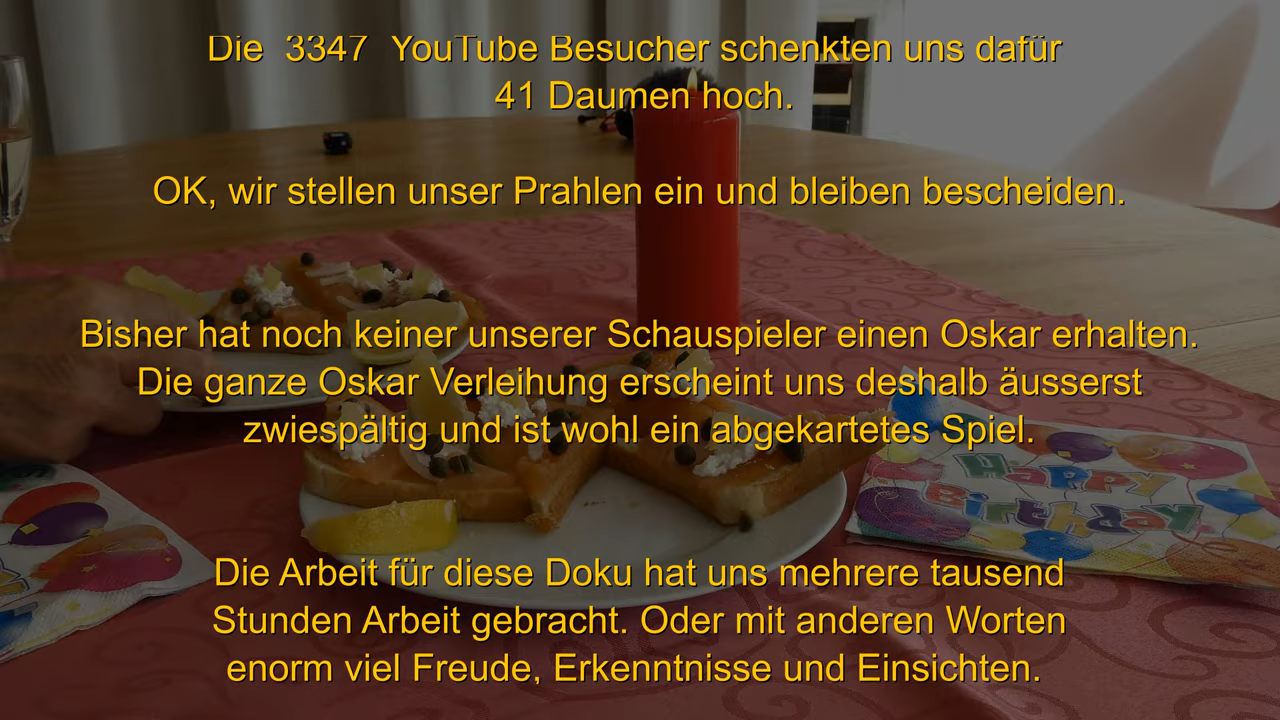 Die 3347 YouTube Besucher schenkten uns dafür
41 Daumen hoch.
OK, wir stellen unser Prahlen ein und bleiben bescheiden.
Bisher hat noch keiner unserer Schauspieler einen Oskar erhalten.
Die ganze Oskar Verleihung erscheint uns deshalb äusserst
zwiespältig und ist wohl ein abgekartetes Spiel.
HAPPY
BiRTHDAY
Die Arbeit für diese Doku hat uns mehrere tausend
Stunden Arbeit gebracht. Oder mit anderen Worten
enorm viel Freude, Erkenntnisse und Einsichten.